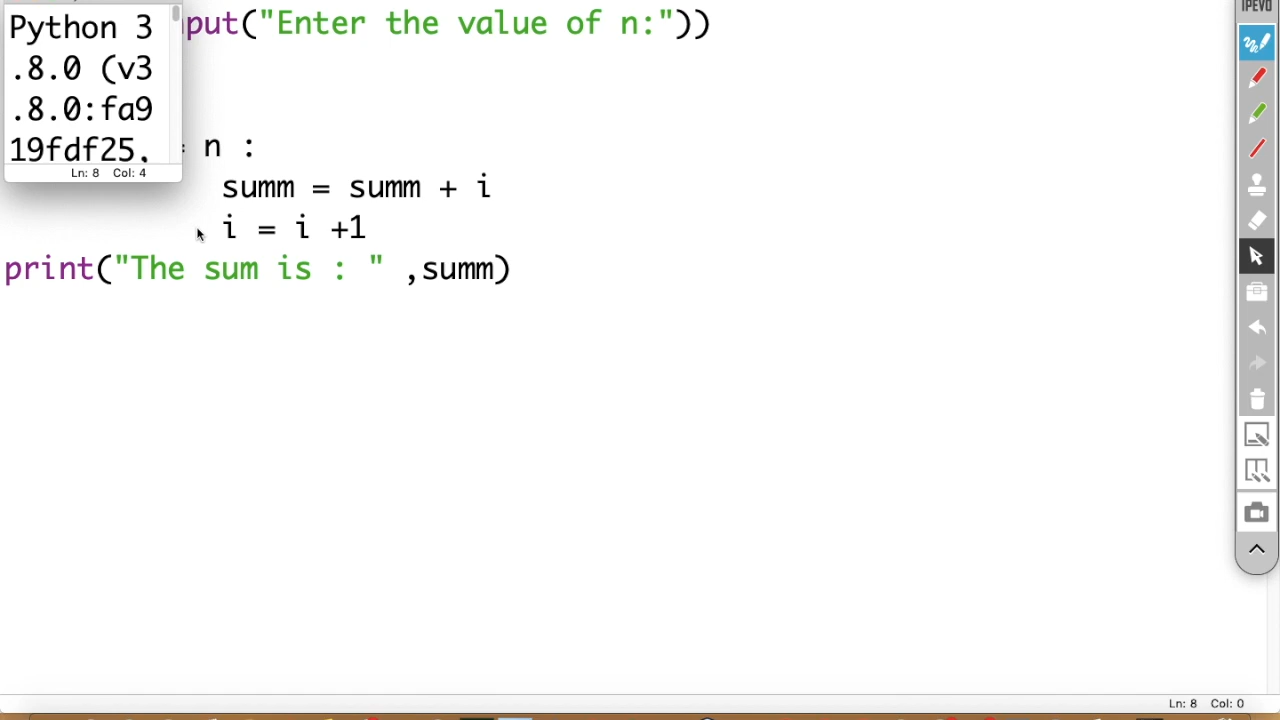 Python 3
.8.0 (v3
.8.0:fa9
19fdf25,
Ln: 8 Col: 4
put("Enter the value of n:"))
= n :
summ = summ + i
i = i +1
print("The sum is : " ,summ)
IPEVO
Ln: 8 Col: 0